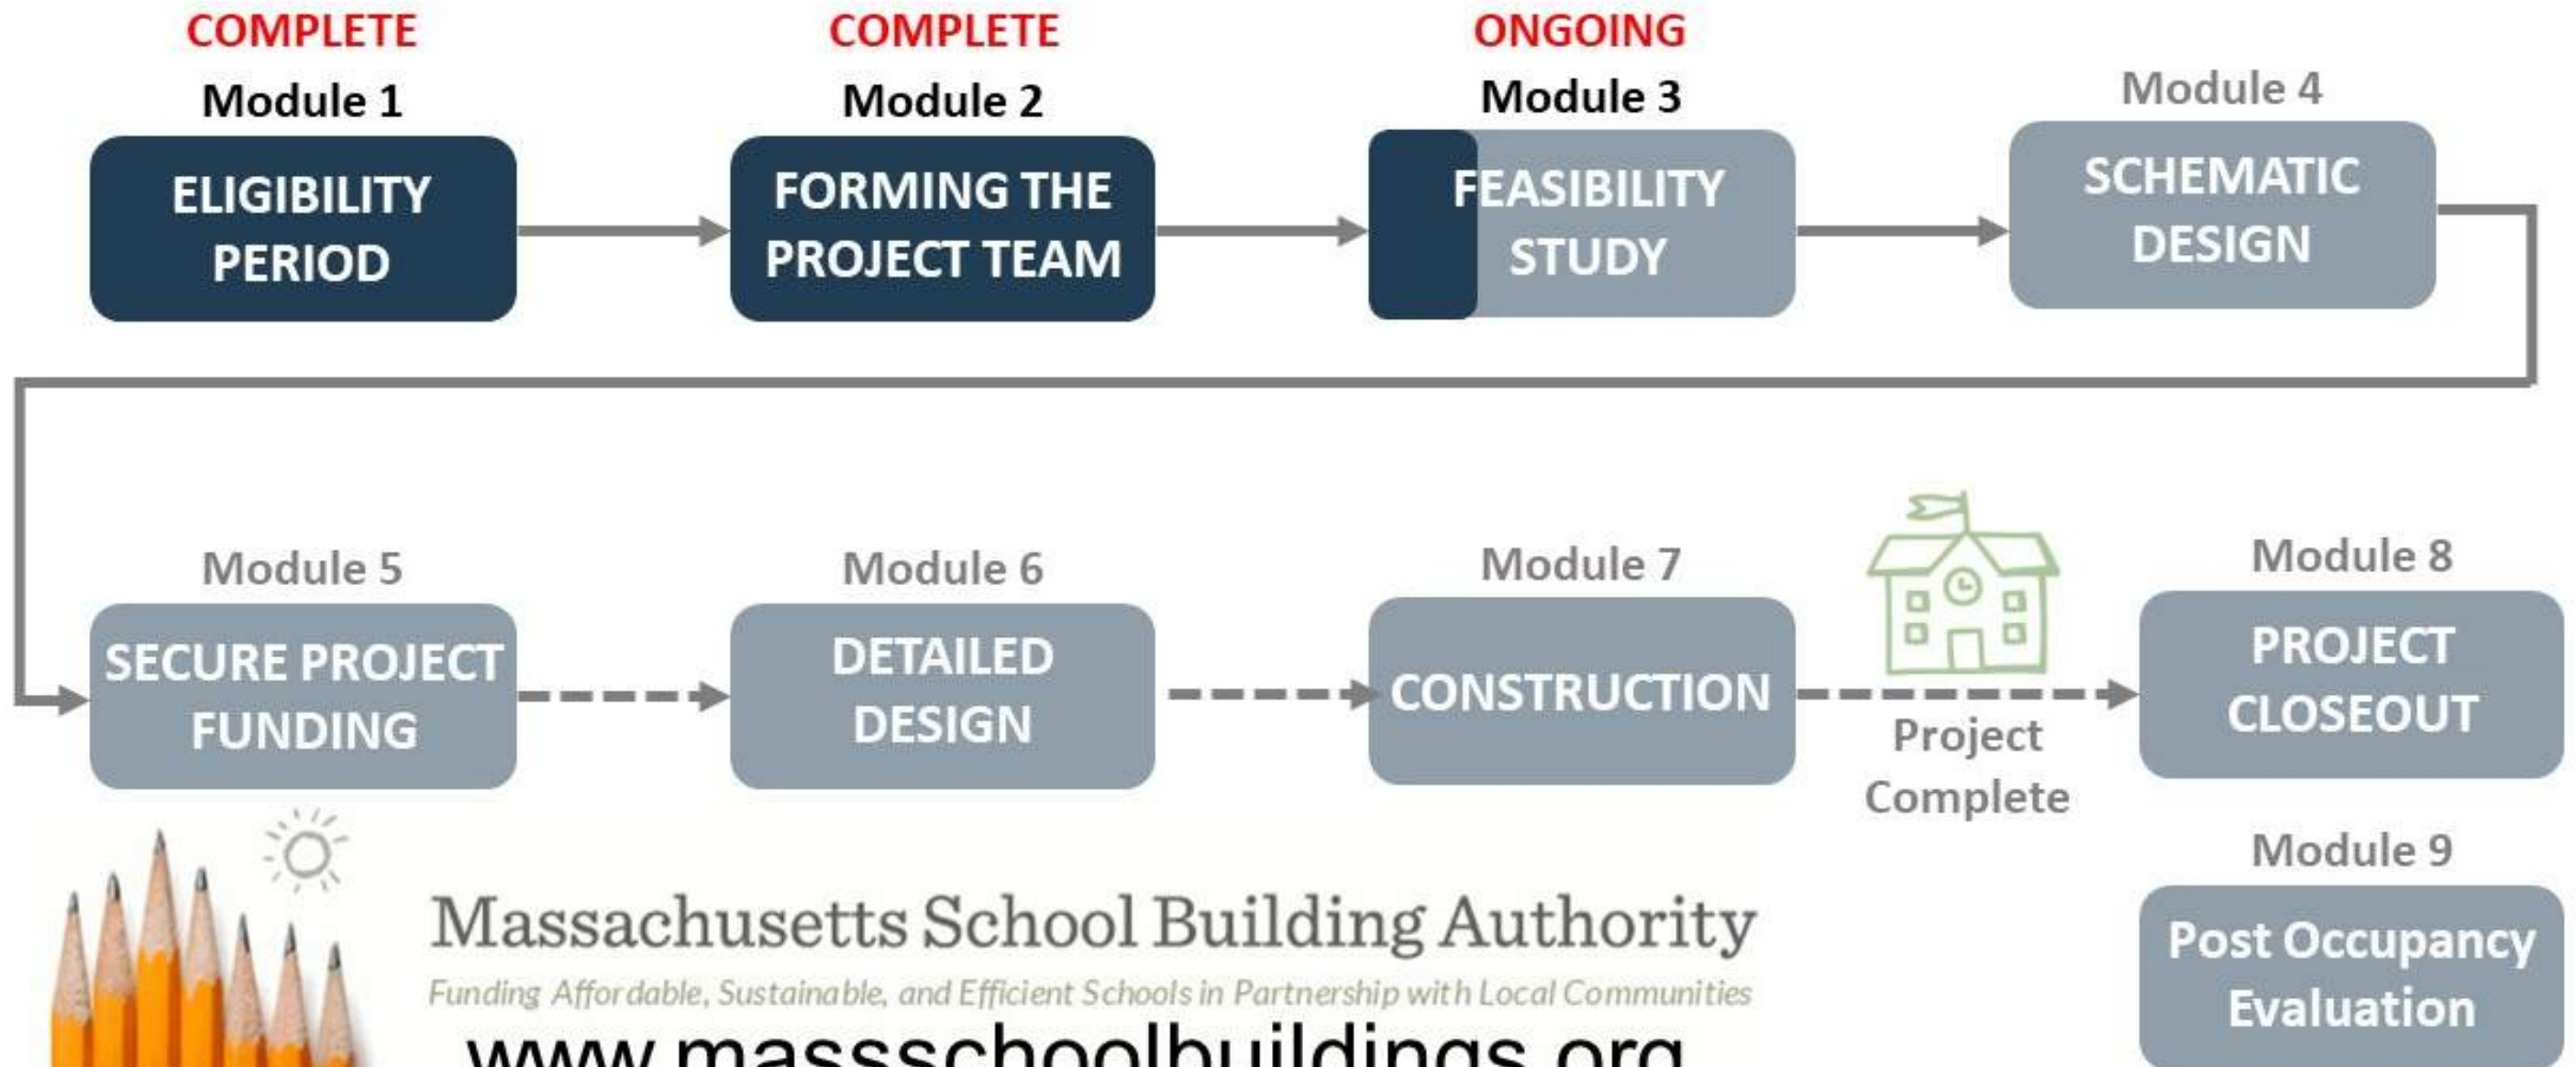 COMPLETE
Module 1
ELIGIBILITY
PERIOD
COMPLETE
Module 2
FORMING THE
PROJECT TEAM
ONGOING
Module 3
FEASIBILITY
STUDY
Module 4
SCHEMATIC
DESIGN
Module 5
SECURE PROJECT
FUNDING
Module 6
DETAILED
DESIGN
Module 7
CONSTRUCTION
Project
Complete
Module 8
PROJECT
CLOSEOUT
Module 9
Post Occupancy
Evaluation
Massachusetts School Building Authority
Funding Affordable, Sustainable, and Efficient Schools in Partnership with Local Communities
www.massschoolbuildings.org